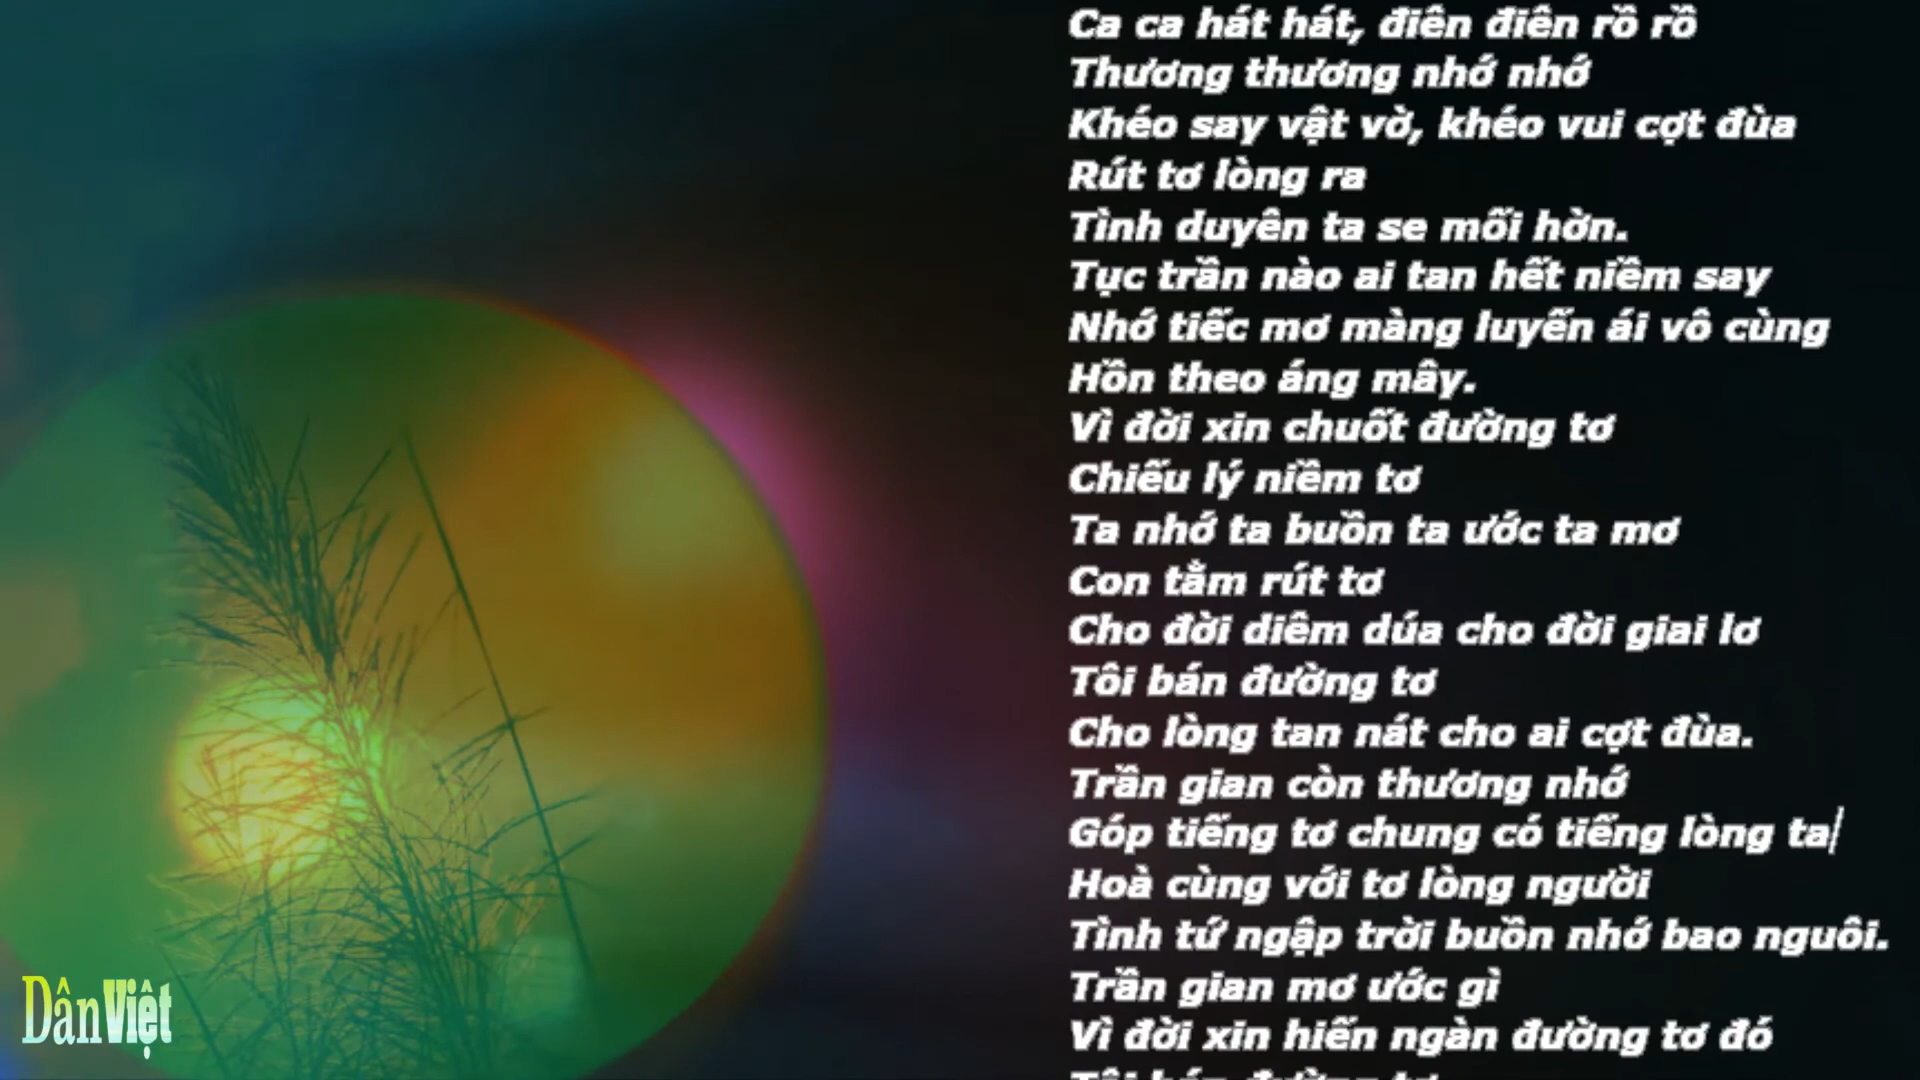 Ca ca hát hát, điên điên rồ rồ
Thương thương nhớ nhớ
Khéo say vật vờ, khéo vui cợt đùa
Rút tơ lòng ra
Tình duyên ta se mối hờn.
Tục trần nào ai tan hết niềm say
Nhớ tiếc mơ màng luyến ái vô cùng
Hồn theo áng mây.
Vì đời xin chuốt đường tơ
Chiếu lý niềm tơ
Ta nhớ ta buồn ta ước ta mơ
Con tằm rút tơ
Cho đời diêm dúa cho đời giai lơ
Tôi bán đường tơ
Cho lòng tan nát cho ai cợt đùa.
Trần gian còn thương nhớ
Góp tiếng tơ chung có tiếng lòng ta
Hoà cùng với tơ lòng người
Tình tứ ngập trời buồn nhớ bao nguôi.
Trần gian mơ ước gì
Vì đời xin hiến ngàn đường tơ đó
Tôi bán đường tơ
DânViệt